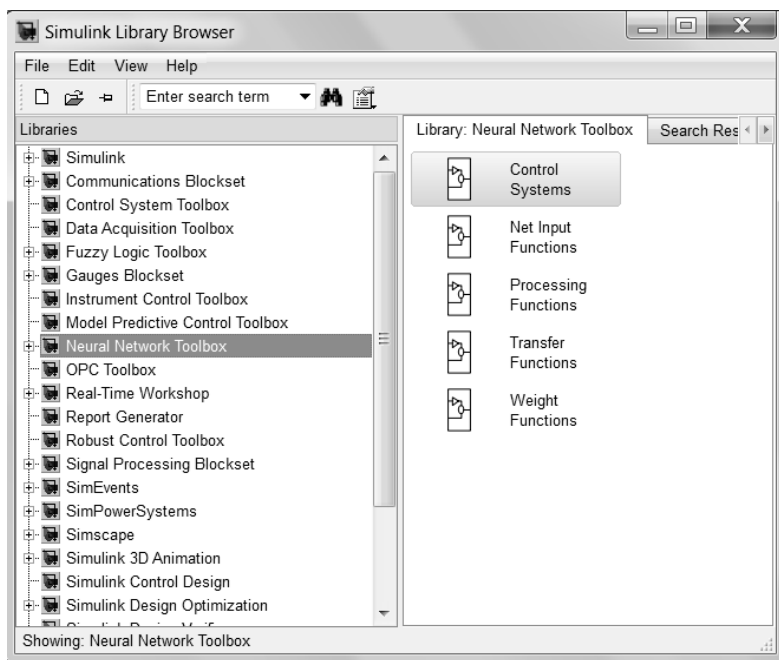 Simulink Library Browser
File Edit View Help
Enter search term
Libraries
Simulink
Communications Blockset
Control System Toolbox
Data Acquisition Toolbox
Fuzzy Logic Toolbox
Gauges Blockset
Instrument Control Toolbox
Model Predictive Control Toolbox
Neural Network Toolbox
OPC Toolbox
Real-Time Workshop
Report Generator
Robust Control Toolbox
Signal Processing Blockset
SimEvents
SimPowerSystems
Simscape
Simulink 3D Animation
Simulink Control Design
Simulink Design Optimization
Library: Neural Network Toolbox Search Res
Control
Systems
Net Input
Functions
Processing
Functions
Transfer
Functions
Weight
Functions
Showing: Neural Network Toolbox